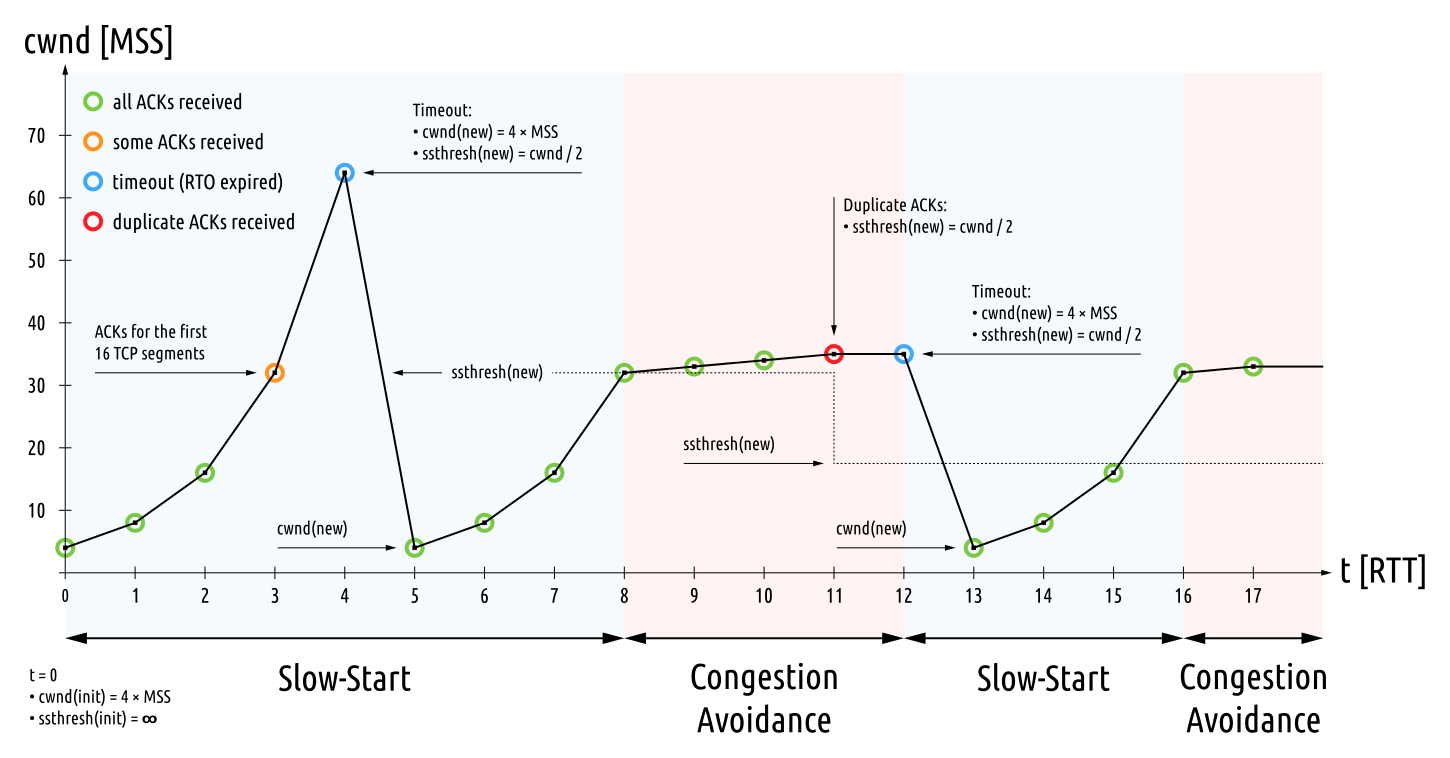 cwnd [MSS]
all ACKs received
some ACKs received
timeout (RTO expired)
duplicate ACKs received
Timeout:
• cwnd(new) = 4 × MSS
• ssthresh(new) = cwnd / 2
Duplicate ACKs:
• ssthresh(new) = cwnd / 2
Timeout:
• cwnd(new) = 4 × MSS
• ssthresh(new) = cwnd / 2
ACKs for the first
16 TCP segments
ssthresh(new)
ssthresh(new)
cwnd(new)
cwnd(new)
70
60
50
40
30
20
10
t [RTT]
0 1 2 3 4 5 6 7 8 9 10 11 12 13 14 15 16 17
Slow-Start
Congestion
Avoidance
Slow-Start
Congestion
Avoidance
t = 0
• cwnd(init) = 4 × MSS
• ssthresh(init) = ∞